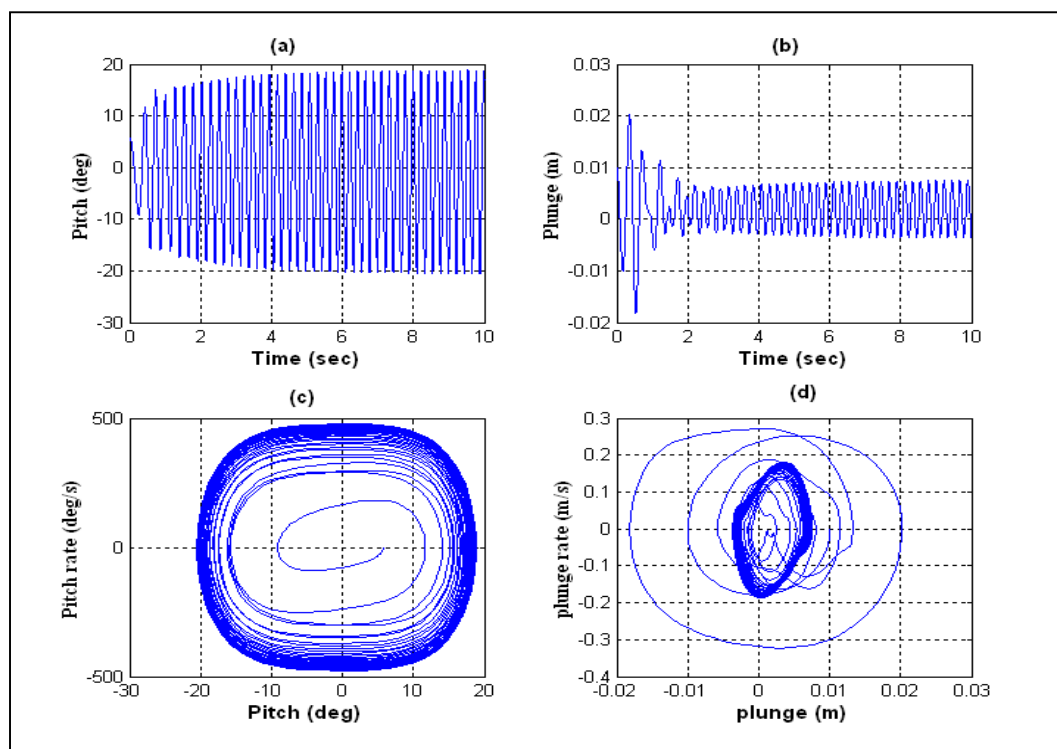 (a)
20
10
0
-10
-20
-30
Pitch (deg)
0 2 4 6 8 10
Time (sec)
(b)
0.03
0.02
0.01
0
-0.01
-0.02
Plunge (m)
0 2 4 6 8 10
Time (sec)
(c)
500
0
-500
Pitch rate (deg/s)
-30 -20 -10 0 10 20
Pitch (deg)
(d)
0.3
0.2
0.1
0
-0.1
-0.2
-0.3
-0.4
plunge rate (m/s)
-0.02 -0.01 0 0.01 0.02 0.03
plunge (m)